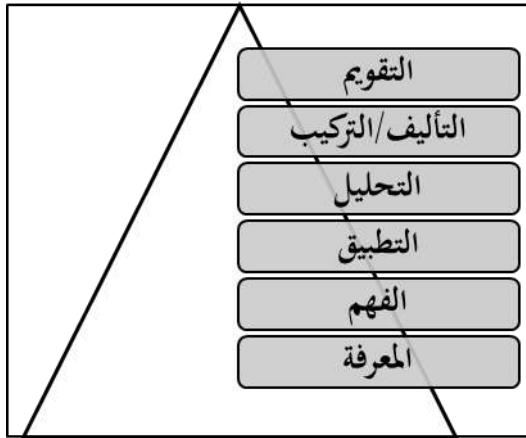 التقويم
التأليف/التركيب
التحليل
التطبيق
الفهم
المعرفة